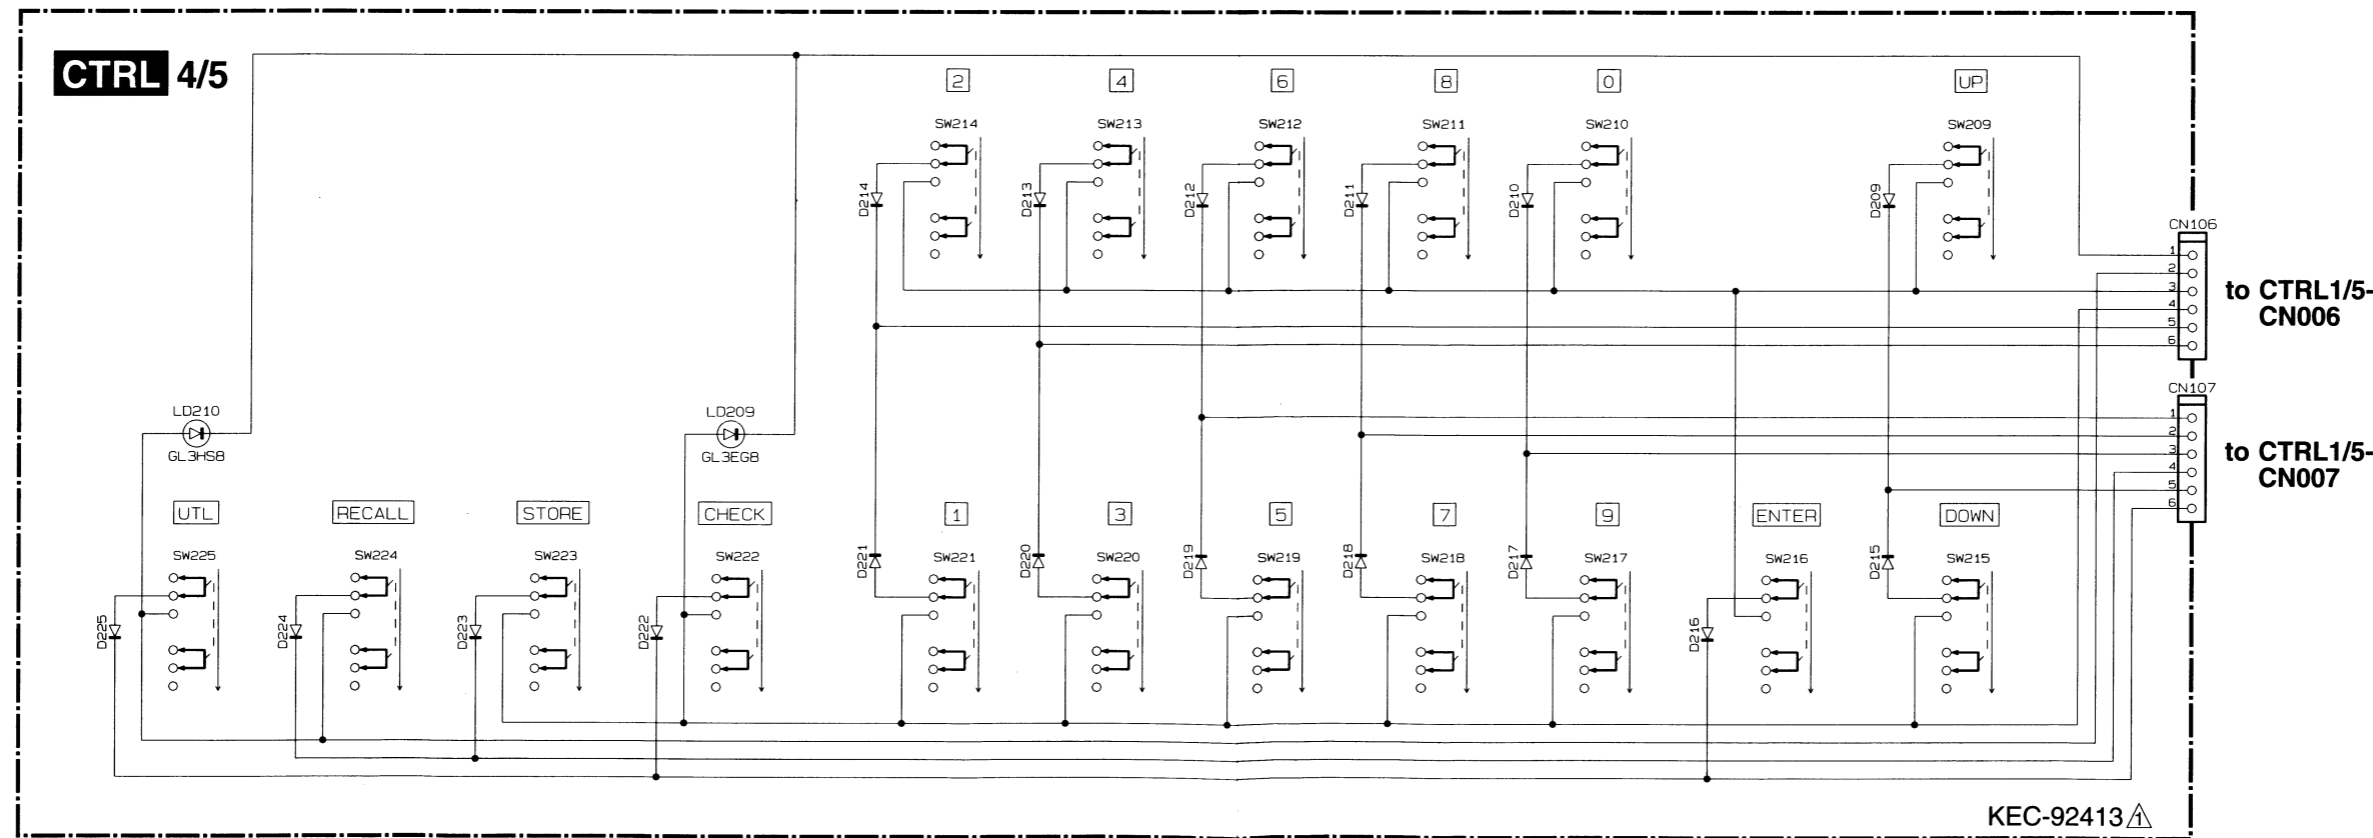 CTRL 4/5
2 4 6 8 0 UP
SW214 SW213 SW212 SW211 SW210 SW209
D214 D213 D212 D211 D210 D209
CN106
1
2
3
4
5
6
to CTRL1/5-
CN006
CN107
1
2
3
4
5
6
to CTRL1/5-
CN007
LD210 LD209
GL3HS8 GL3EG8
UTL RECALL STORE CHECK 1 3 5 7 9 ENTER DOWN
SW225 SW224 SW223 SW222 SW221 SW220 SW219 SW218 SW217 SW216 SW215
D225 D224 D223 D222 D221 D220 D219 D218 D217 D216 D215
KEC-92413 1